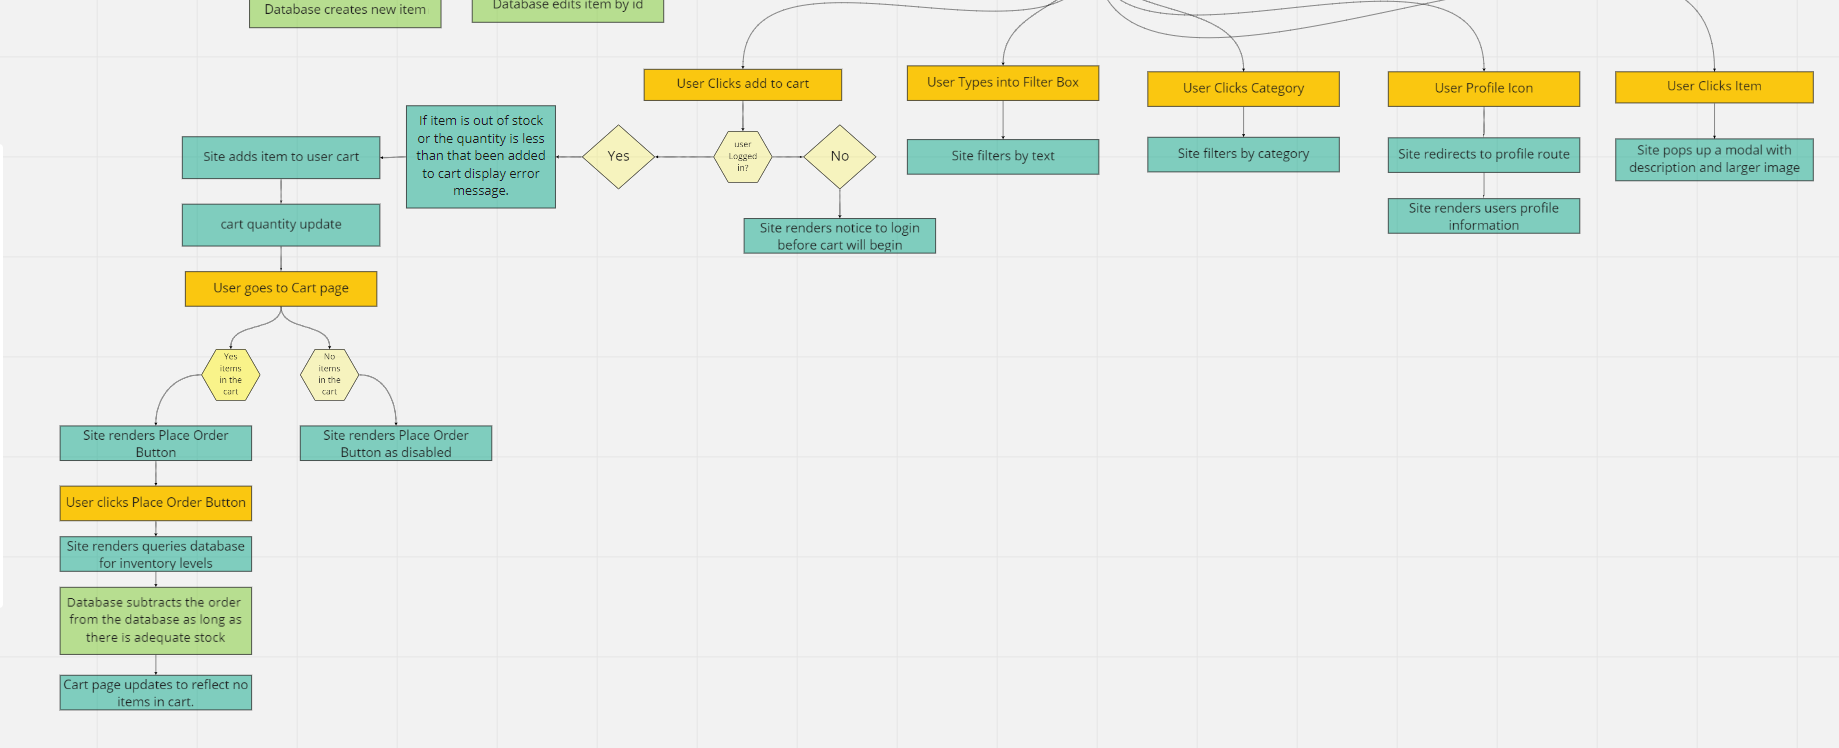 Database creates new item
Database edits item by id
User Clicks add to cart
User Types into Filter Box
User Clicks Category
User Profile Icon
User Clicks Item
If item is out of stock
or the quantity is less
than that been added
to cart display error
message.
Yes
user
Logged
in?
No
Site adds item to user cart
Site filters by text
Site filters by category
Site redirects to profile route
Site pops up a modal with
description and larger image
cart quantity update
Site renders notice to login
before cart will begin
Site renders users profile
information
User goes to Cart page
Yes
items
in the
cart
No
items
in the
cart
Site renders Place Order
Button
Site renders Place Order
Button as disabled
User clicks Place Order Button
Site renders queries database
for inventory levels
Database subtracts the order
from the database as long as
there is adequate stock
Cart page updates to reflect no
items in cart.